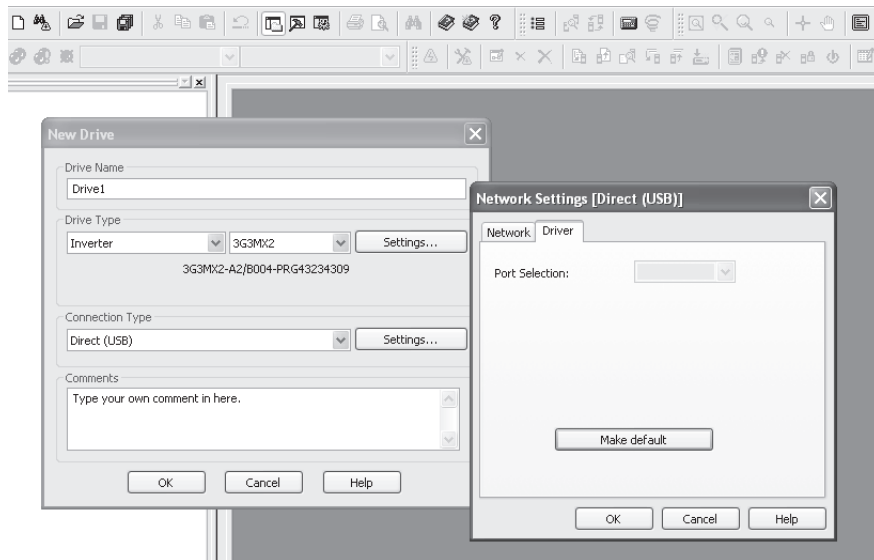 New Drive
Drive Name
Drive1
Drive Type
Inverter
3G3MX2
Settings...
3G3MX2-A2/B004-PRG43234309
Connection Type
Direct (USB)
Settings...
Comments
Type your own comment in here.
OK
Cancel
Help
Network Settings [Direct (USB)]
Network
Driver
Port Selection:
Make default
OK
Cancel
Help